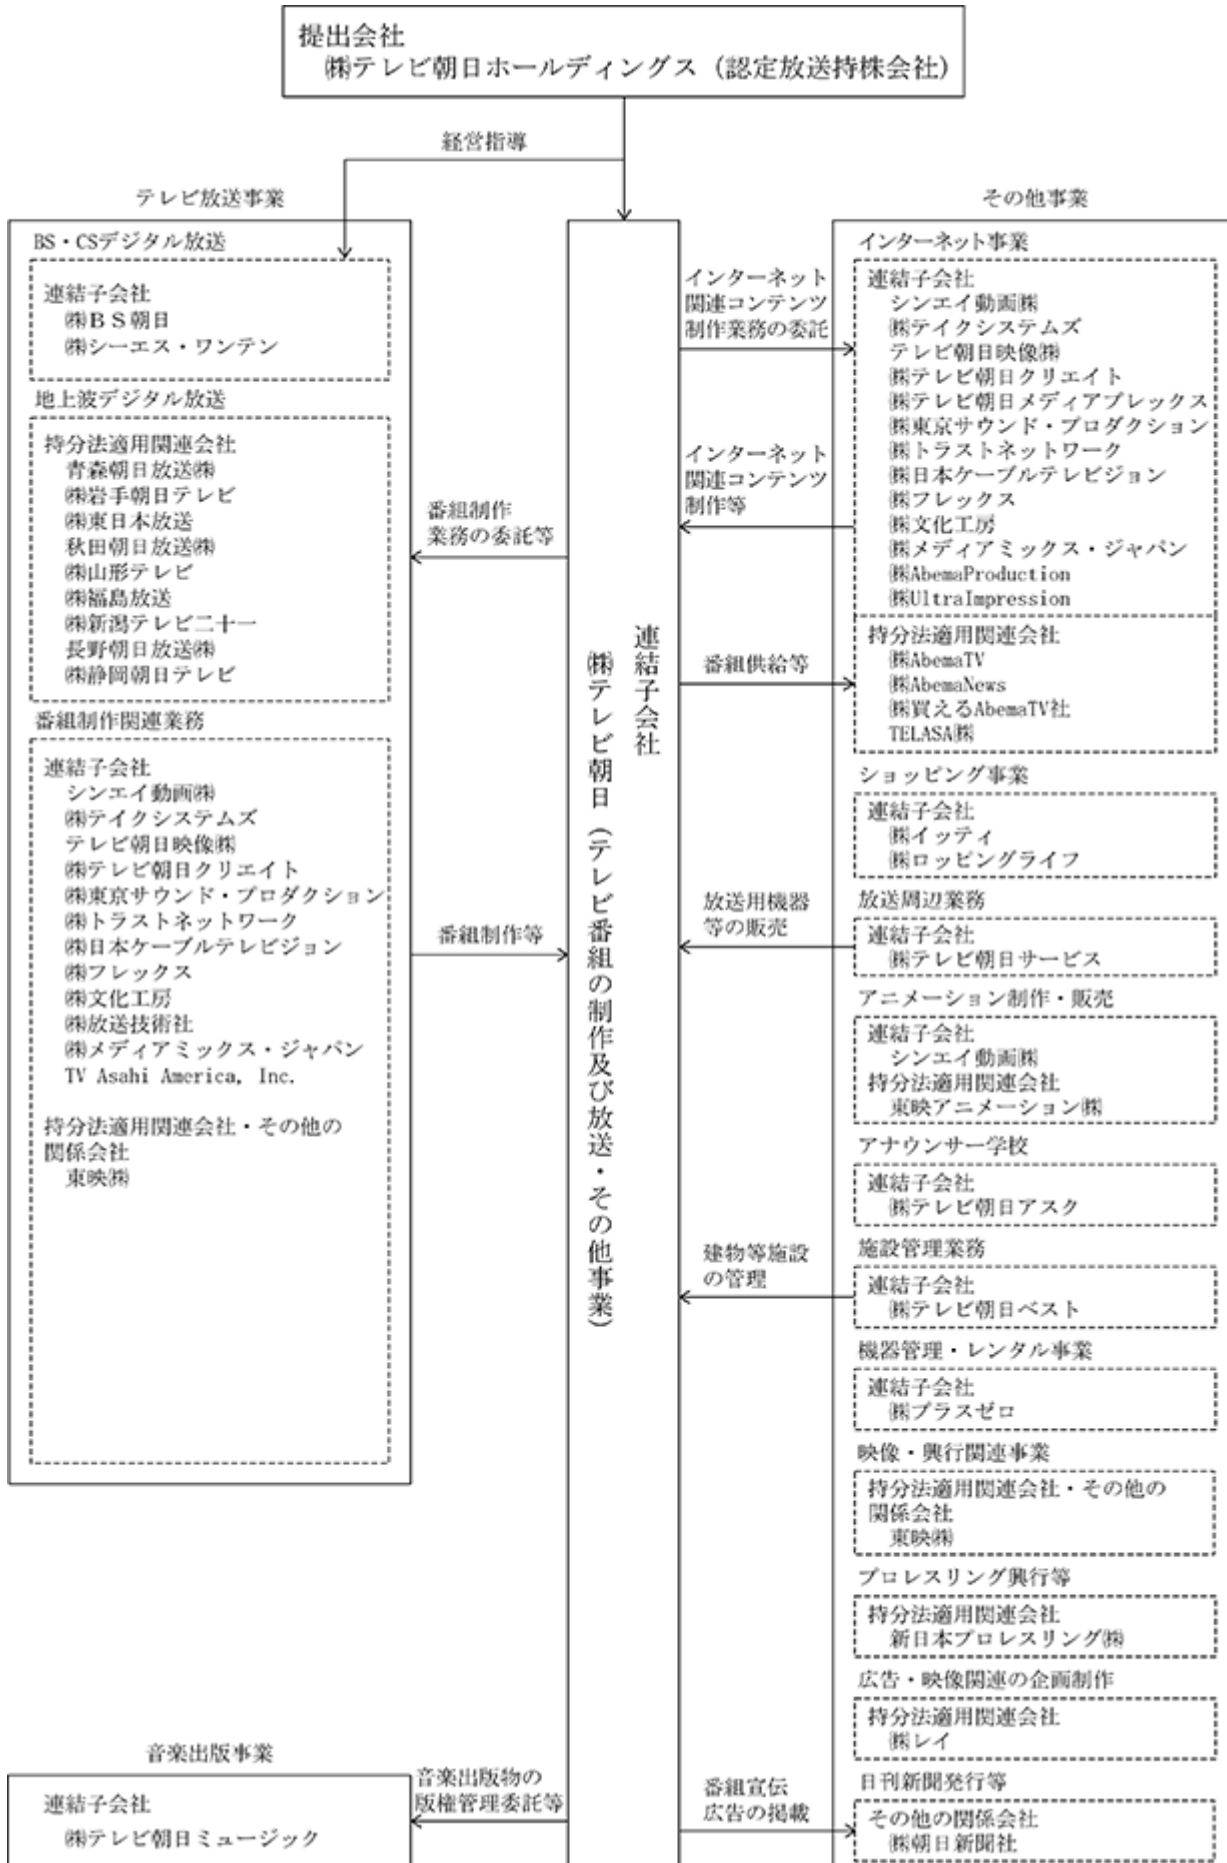 提出会社
㈱テレビ朝日ホールディングス（認定放送持株会社）
経営指導
テレビ放送事業
BS・CSデジタル放送
連結子会社
㈱ＢＳ朝日
㈱シーエス・ワンテン
地上波デジタル放送
持分法適用関連会社
青森朝日放送㈱
㈱岩手朝日テレビ
㈱東日本放送
秋田朝日放送㈱
㈱山形テレビ
㈱福島放送
㈱新潟テレビ二十一
長野朝日放送㈱
㈱静岡朝日テレビ
番組制作関連業務
連結子会社
シンエイ動画㈱
㈱テイクシステムズ
テレビ朝日映像㈱
㈱テレビ朝日クリエイト
㈱東京サウンド・プロダクション
㈱トラストネットワーク
㈱日本ケーブルテレビジョン
㈱フレックス
㈱文化工房
㈱放送技術社
㈱メディアミックス・ジャパン
TV Asahi America, Inc.
持分法適用関連会社・その他の
関係会社
東映㈱
音楽出版事業
連結子会社
㈱テレビ朝日ミュージック
番組制作
業務の委託等
番組制作等
音楽出版物の
版権管理委託等
連結子会社
㈱テレビ朝日（テレビ番組の制作及び放送・その他事業）
インターネット
関連コンテンツ
制作業務の委託
インターネット
関連コンテンツ
制作等
番組供給等
放送用機器
等の販売
建物等施設
の管理
番組宣伝
広告の掲載
その他事業
インターネット事業
連結子会社
シンエイ動画㈱
㈱テイクシステムズ
テレビ朝日映像㈱
㈱テレビ朝日クリエイト
㈱テレビ朝日メディアプレックス
㈱東京サウンド・プロダクション
㈱トラストネットワーク
㈱日本ケーブルテレビジョン
㈱フレックス
㈱文化工房
㈱メディアミックス・ジャパン
㈱AbemaProduction
㈱UltraImpression
持分法適用関連会社
㈱AbemaTV
㈱AbemaNews
㈱買えるAbemaTV社
TELASA㈱
ショッピング事業
連結子会社
㈱イッティ
㈱ロッピングライフ
放送周辺業務
連結子会社
㈱テレビ朝日サービス
アニメーション制作・販売
連結子会社
シンエイ動画㈱
持分法適用関連会社
東映アニメーション㈱
アナウンサー学校
連結子会社
㈱テレビ朝日アスク
施設管理業務
連結子会社
㈱テレビ朝日ベスト
機器管理・レンタル事業
連結子会社
㈱プラスゼロ
映像・興行関連事業
持分法適用関連会社・その他の
関係会社
東映㈱
プロレスリング興行等
持分法適用関連会社
新日本プロレスリング㈱
広告・映像関連の企画制作
持分法適用関連会社
㈱レイ
日刊新聞発行等
その他の関係会社
㈱朝日新聞社